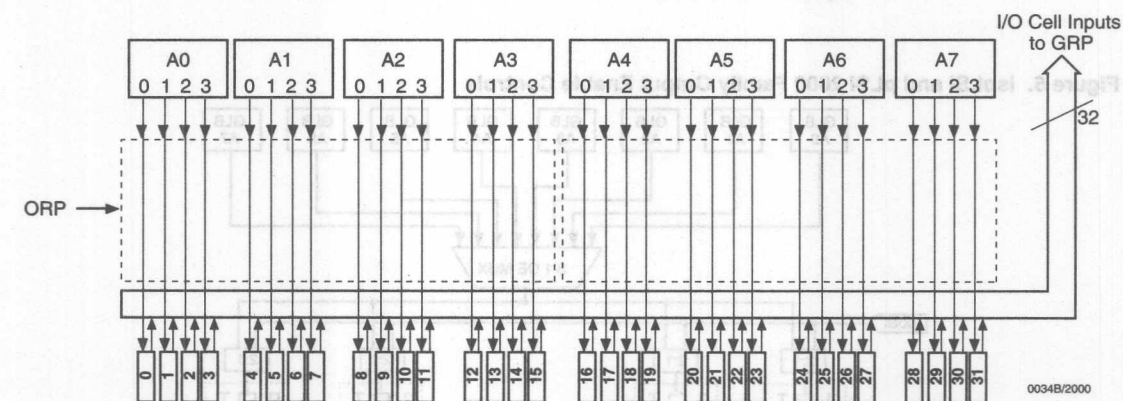 I/O Cell Inputs
to GRP
A0 A1 A2 A3 A4 A5 A6 A7
0 1 2 3 0 1 2 3 0 1 2 3 0 1 2 3 0 1 2 3 0 1 2 3 0 1 2 3 0 1 2 3
32
ORP
0 1 2 3 4 5 6 7 8 9 10 11 12 13 14 15 16 17 18 19 20 21 22 23 24 25 26 27 28 29 30 31
0034B/2000